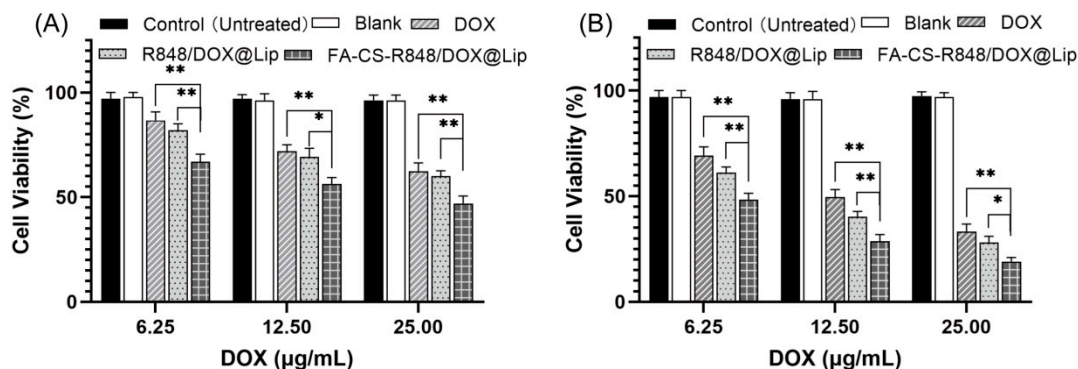 (A)
Control (Untreated) Blank DOX
R848/DOX@Lip FA-CS-R848/DOX@Lip
Cell Viability (%)
100
50
0
** ** ** * ** **
6.25 12.50 25.00
DOX (µg/mL)
(B)
Control (Untreated) Blank DOX
R848/DOX@Lip FA-CS-R848/DOX@Lip
Cell Viability (%)
100
50
0
** ** ** ** ** *
6.25 12.50 25.00
DOX (µg/mL)